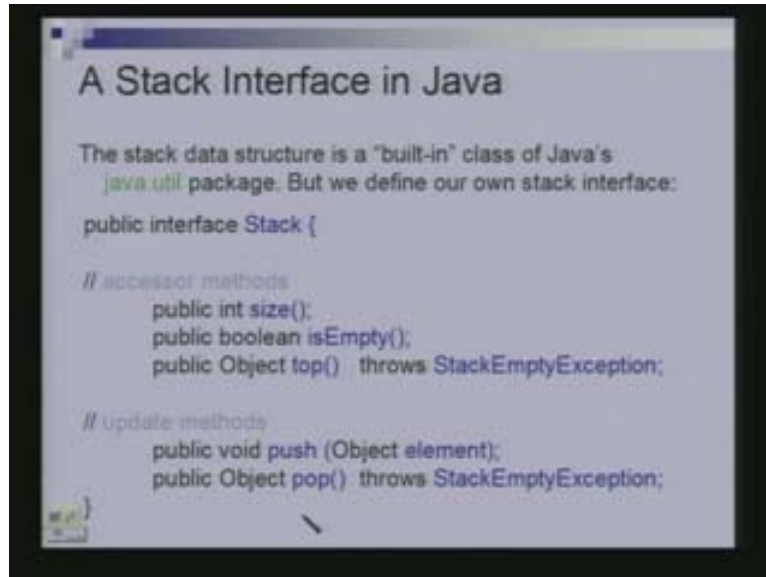 A Stack Interface in Java
The stack data structure is a "built-in" class of Java's
java.util package. But we define our own stack interface:
public interface Stack {
// accessor methods
public int size();
public boolean isEmpty();
public Object top() throws StackEmptyException;
// update methods
public void push (Object element);
public Object pop() throws StackEmptyException;
}